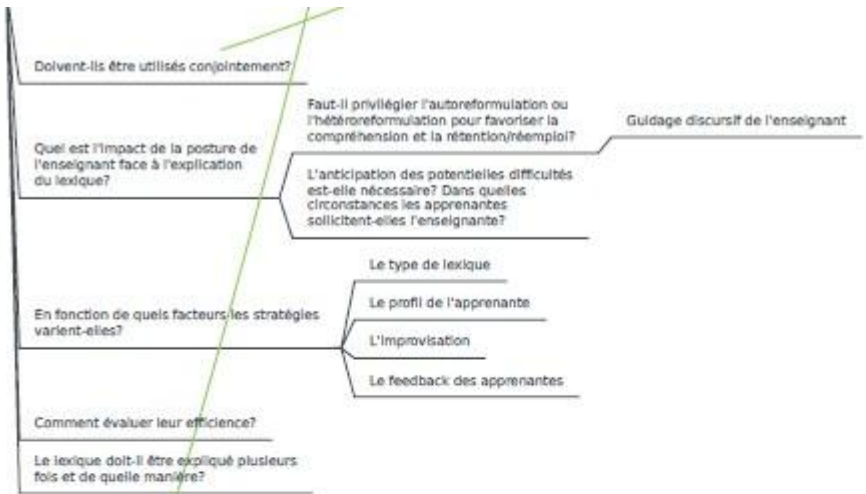 Doivent-ils être utilisés conjointement?
Quel est l'impact de la posture de
l'enseignant face à l'explication
du lexique?
Faut-il privilégier l'autoreformulation ou
l'hétéroreformulation pour favoriser la
compréhension et la rétention/réemploi?
Guidage discursif de l'enseignant
L'anticipation des potentielles difficultés
est-elle nécessaire? Dans quelles
circonstances les apprenantes
sollicitent-elles l'enseignante?
En fonction de quels facteurs les stratégies
varient-elles?
Le type de lexique
Le profil de l'apprenante
L'improvisation
Le feedback des apprenantes
Comment évaluer leur efficience?
Le lexique doit-il être expliqué plusieurs
fois et de quelle manière?